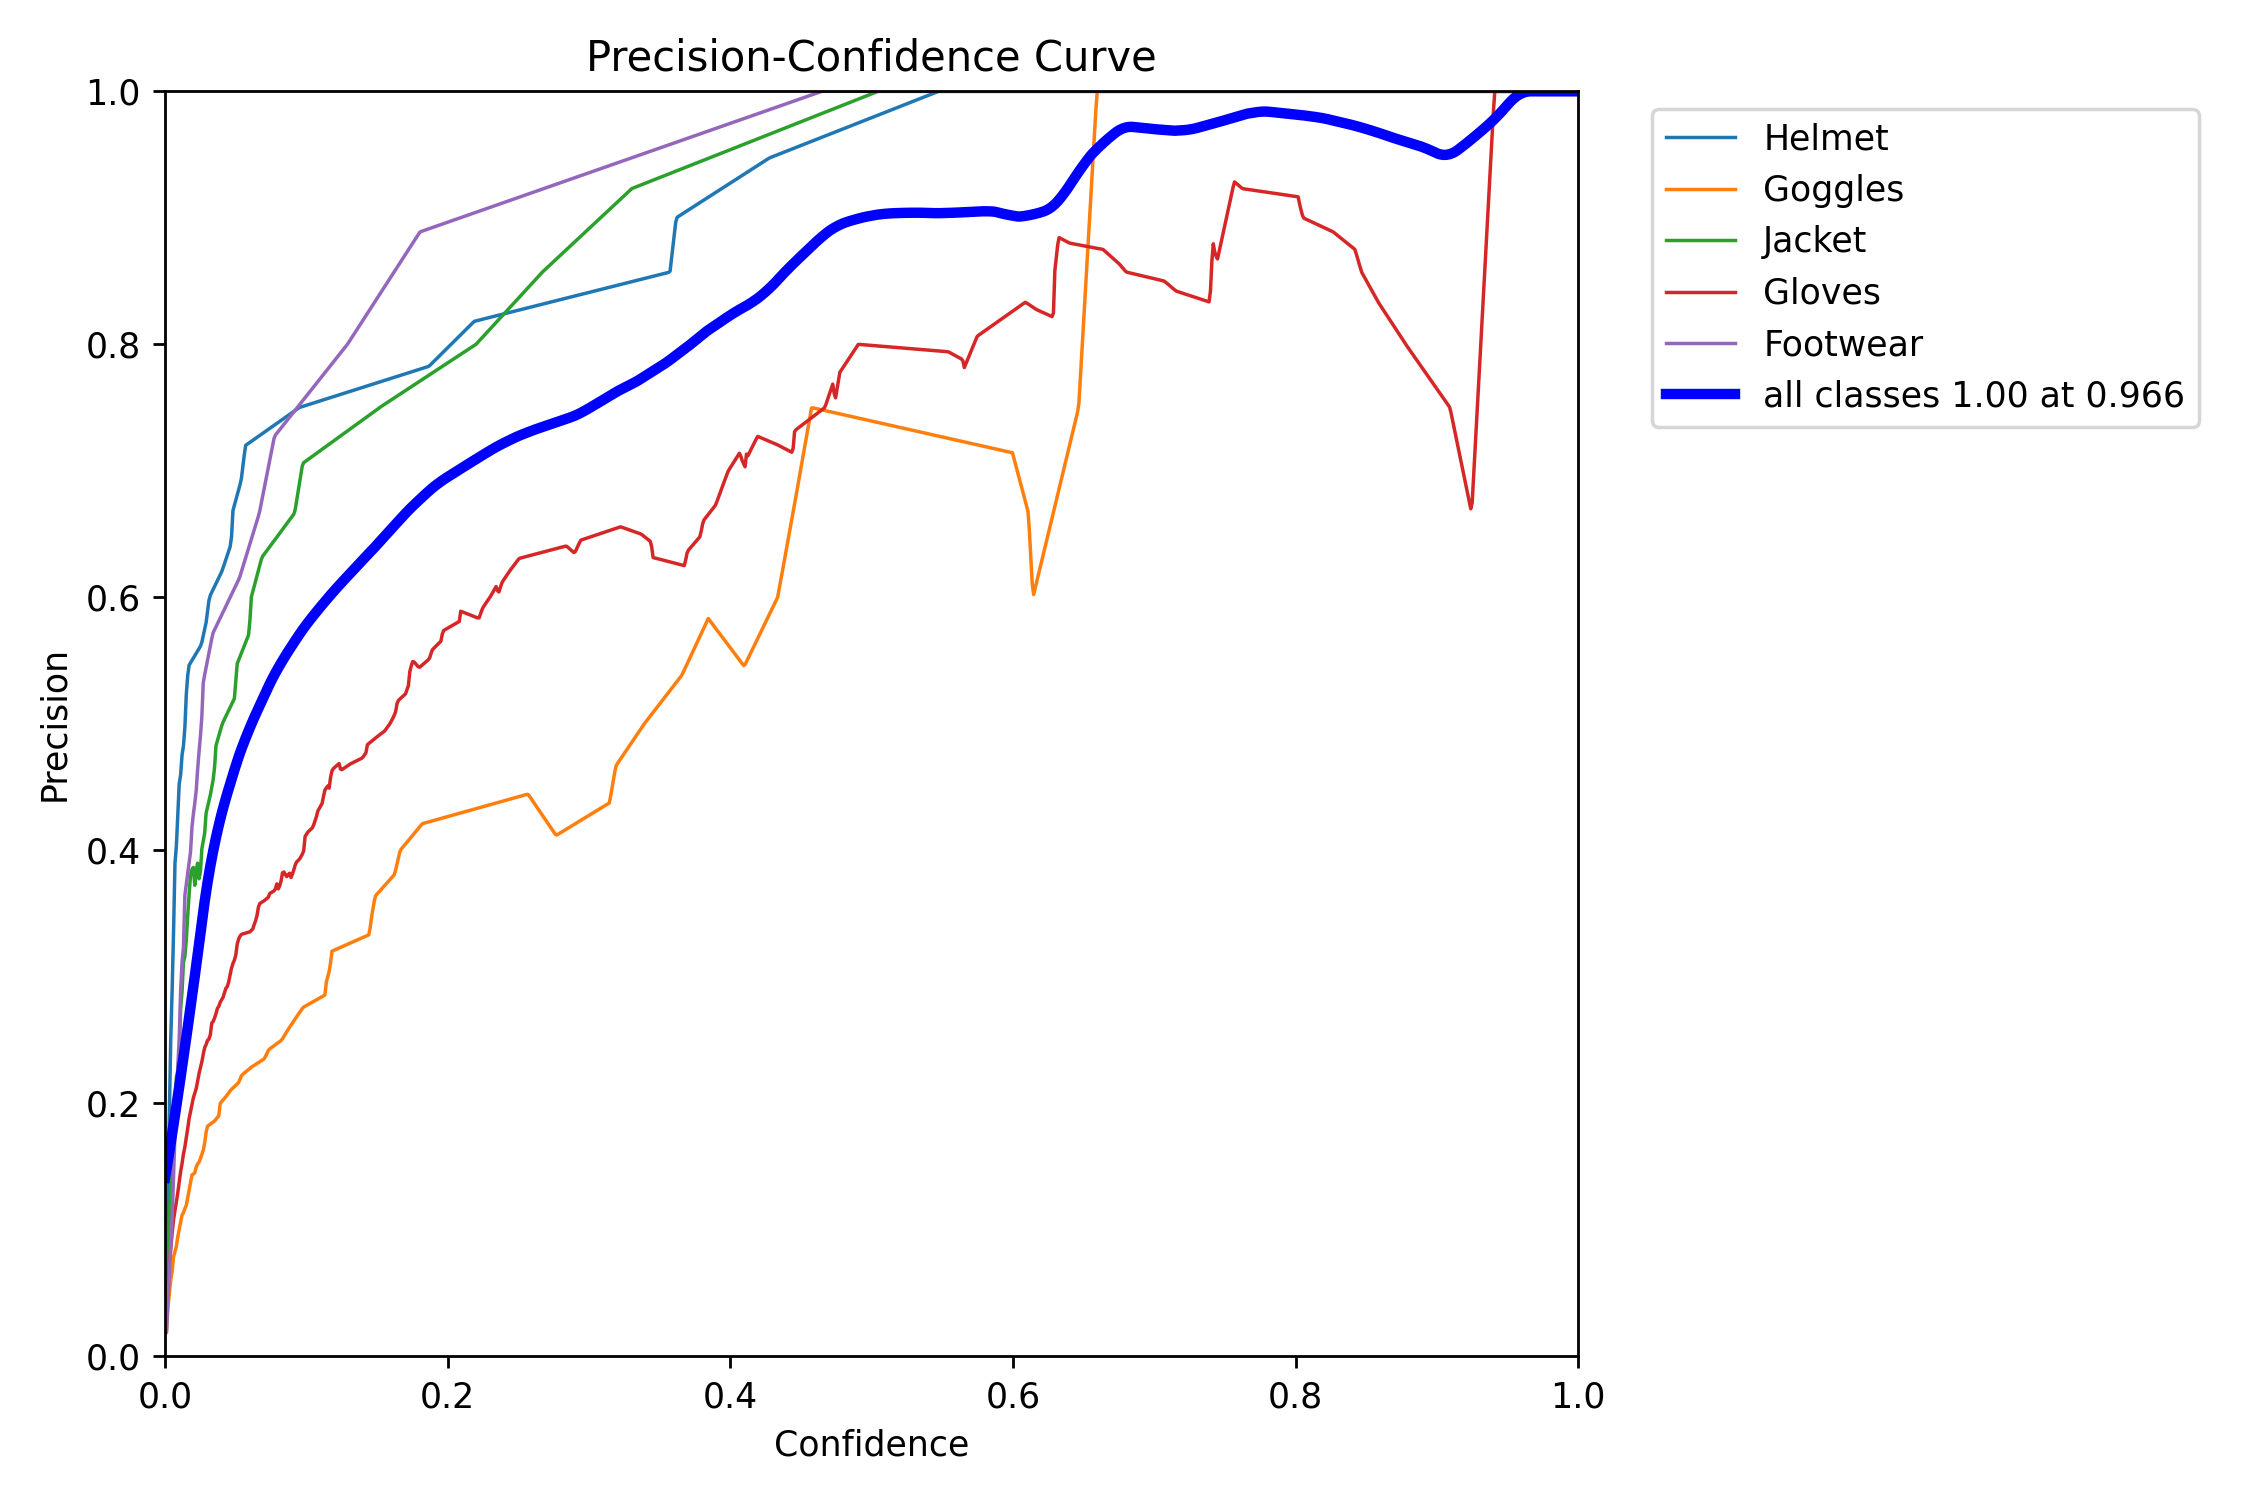 Precision-Confidence Curve
1.0
0.8
0.6
0.4
0.2
0.0
Precision
0.0 0.2 0.4 0.6 0.8 1.0
Confidence
Helmet
Goggles
Jacket
Gloves
Footwear
all classes 1.00 at 0.966